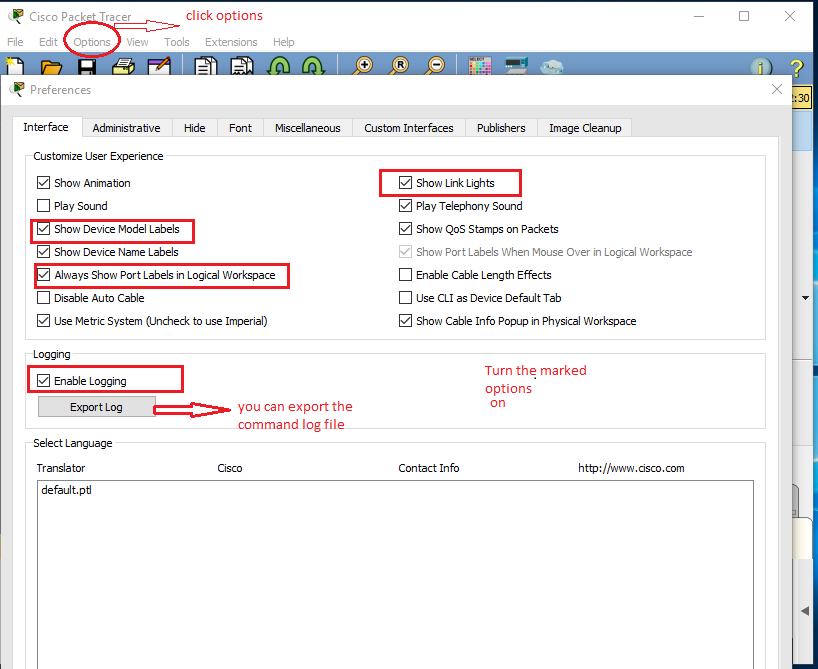 Cisco Packet Tracer
click options
File Edit Options View Tools Extensions Help
Preferences
:30
Interface Administrative Hide Font Miscellaneous Custom Interfaces Publishers Image Cleanup
Customize User Experience
Show Animation
Show Link Lights
Play Sound
Play Telephony Sound
Show Device Model Labels
Show QoS Stamps on Packets
Show Device Name Labels
Show Port Labels When Mouse Over in Logical Workspace
Always Show Port Labels in Logical Workspace
Enable Cable Length Effects
Disable Auto Cable
Use CLI as Device Default Tab
Use Metric System (Uncheck to use Imperial)
Show Cable Info Popup in Physical Workspace
Logging
Enable Logging
Turn the marked
options
on
Export Log
you can export the
command log file
Select Language
Translator Cisco Contact Info http://www.cisco.com
default.ptl